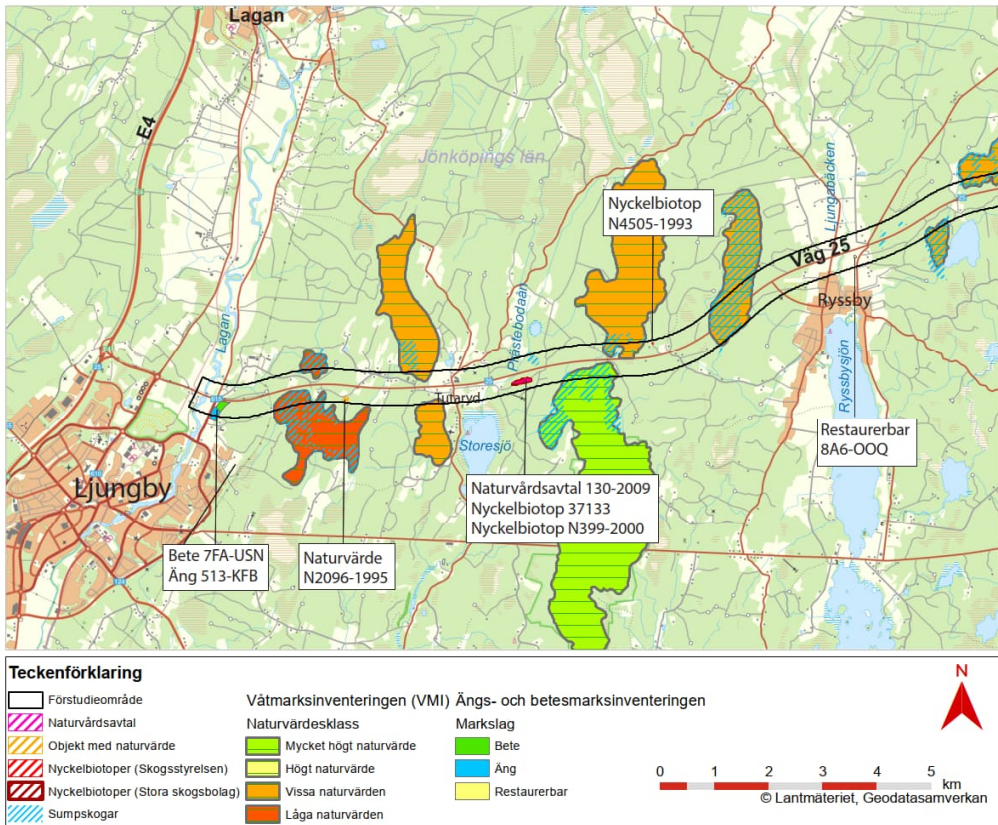 Lagan
E4
Jönköpings län
Nyckelbiotop
N4505-1993
Ljungabäcken
Väg 25
Ryssby
Lagan
Prästebodaån
Tutaryd
Storesjö
Ryssbysjön
Restaurerbar
8A6-OOQ
Ljungby
Naturvårdsavtal 130-2009
Nyckelbiotop 37133
Nyckelbiotop N399-2000
Bete 7FA-USN
Äng 513-KFB
Naturvärde
N2096-1995
Teckenförklaring
Förstudieområde
Naturvårdsavtal
Objekt med naturvärde
Nyckelbiotoper (Skogsstyrelsen)
Nyckelbiotoper (Stora skogsbolag)
Sumpskogar
Våtmarksinventeringen (VMI)
Naturvärdesklass
Mycket högt naturvärde
Högt naturvärde
Vissa naturvärden
Låga naturvärden
Ängs- och betesmarksinventeringen
Markslag
Bete
Äng
Restaurerbar
N
0 1 2 3 4 5
km
© Lantmäteriet, Geodatasamverkan